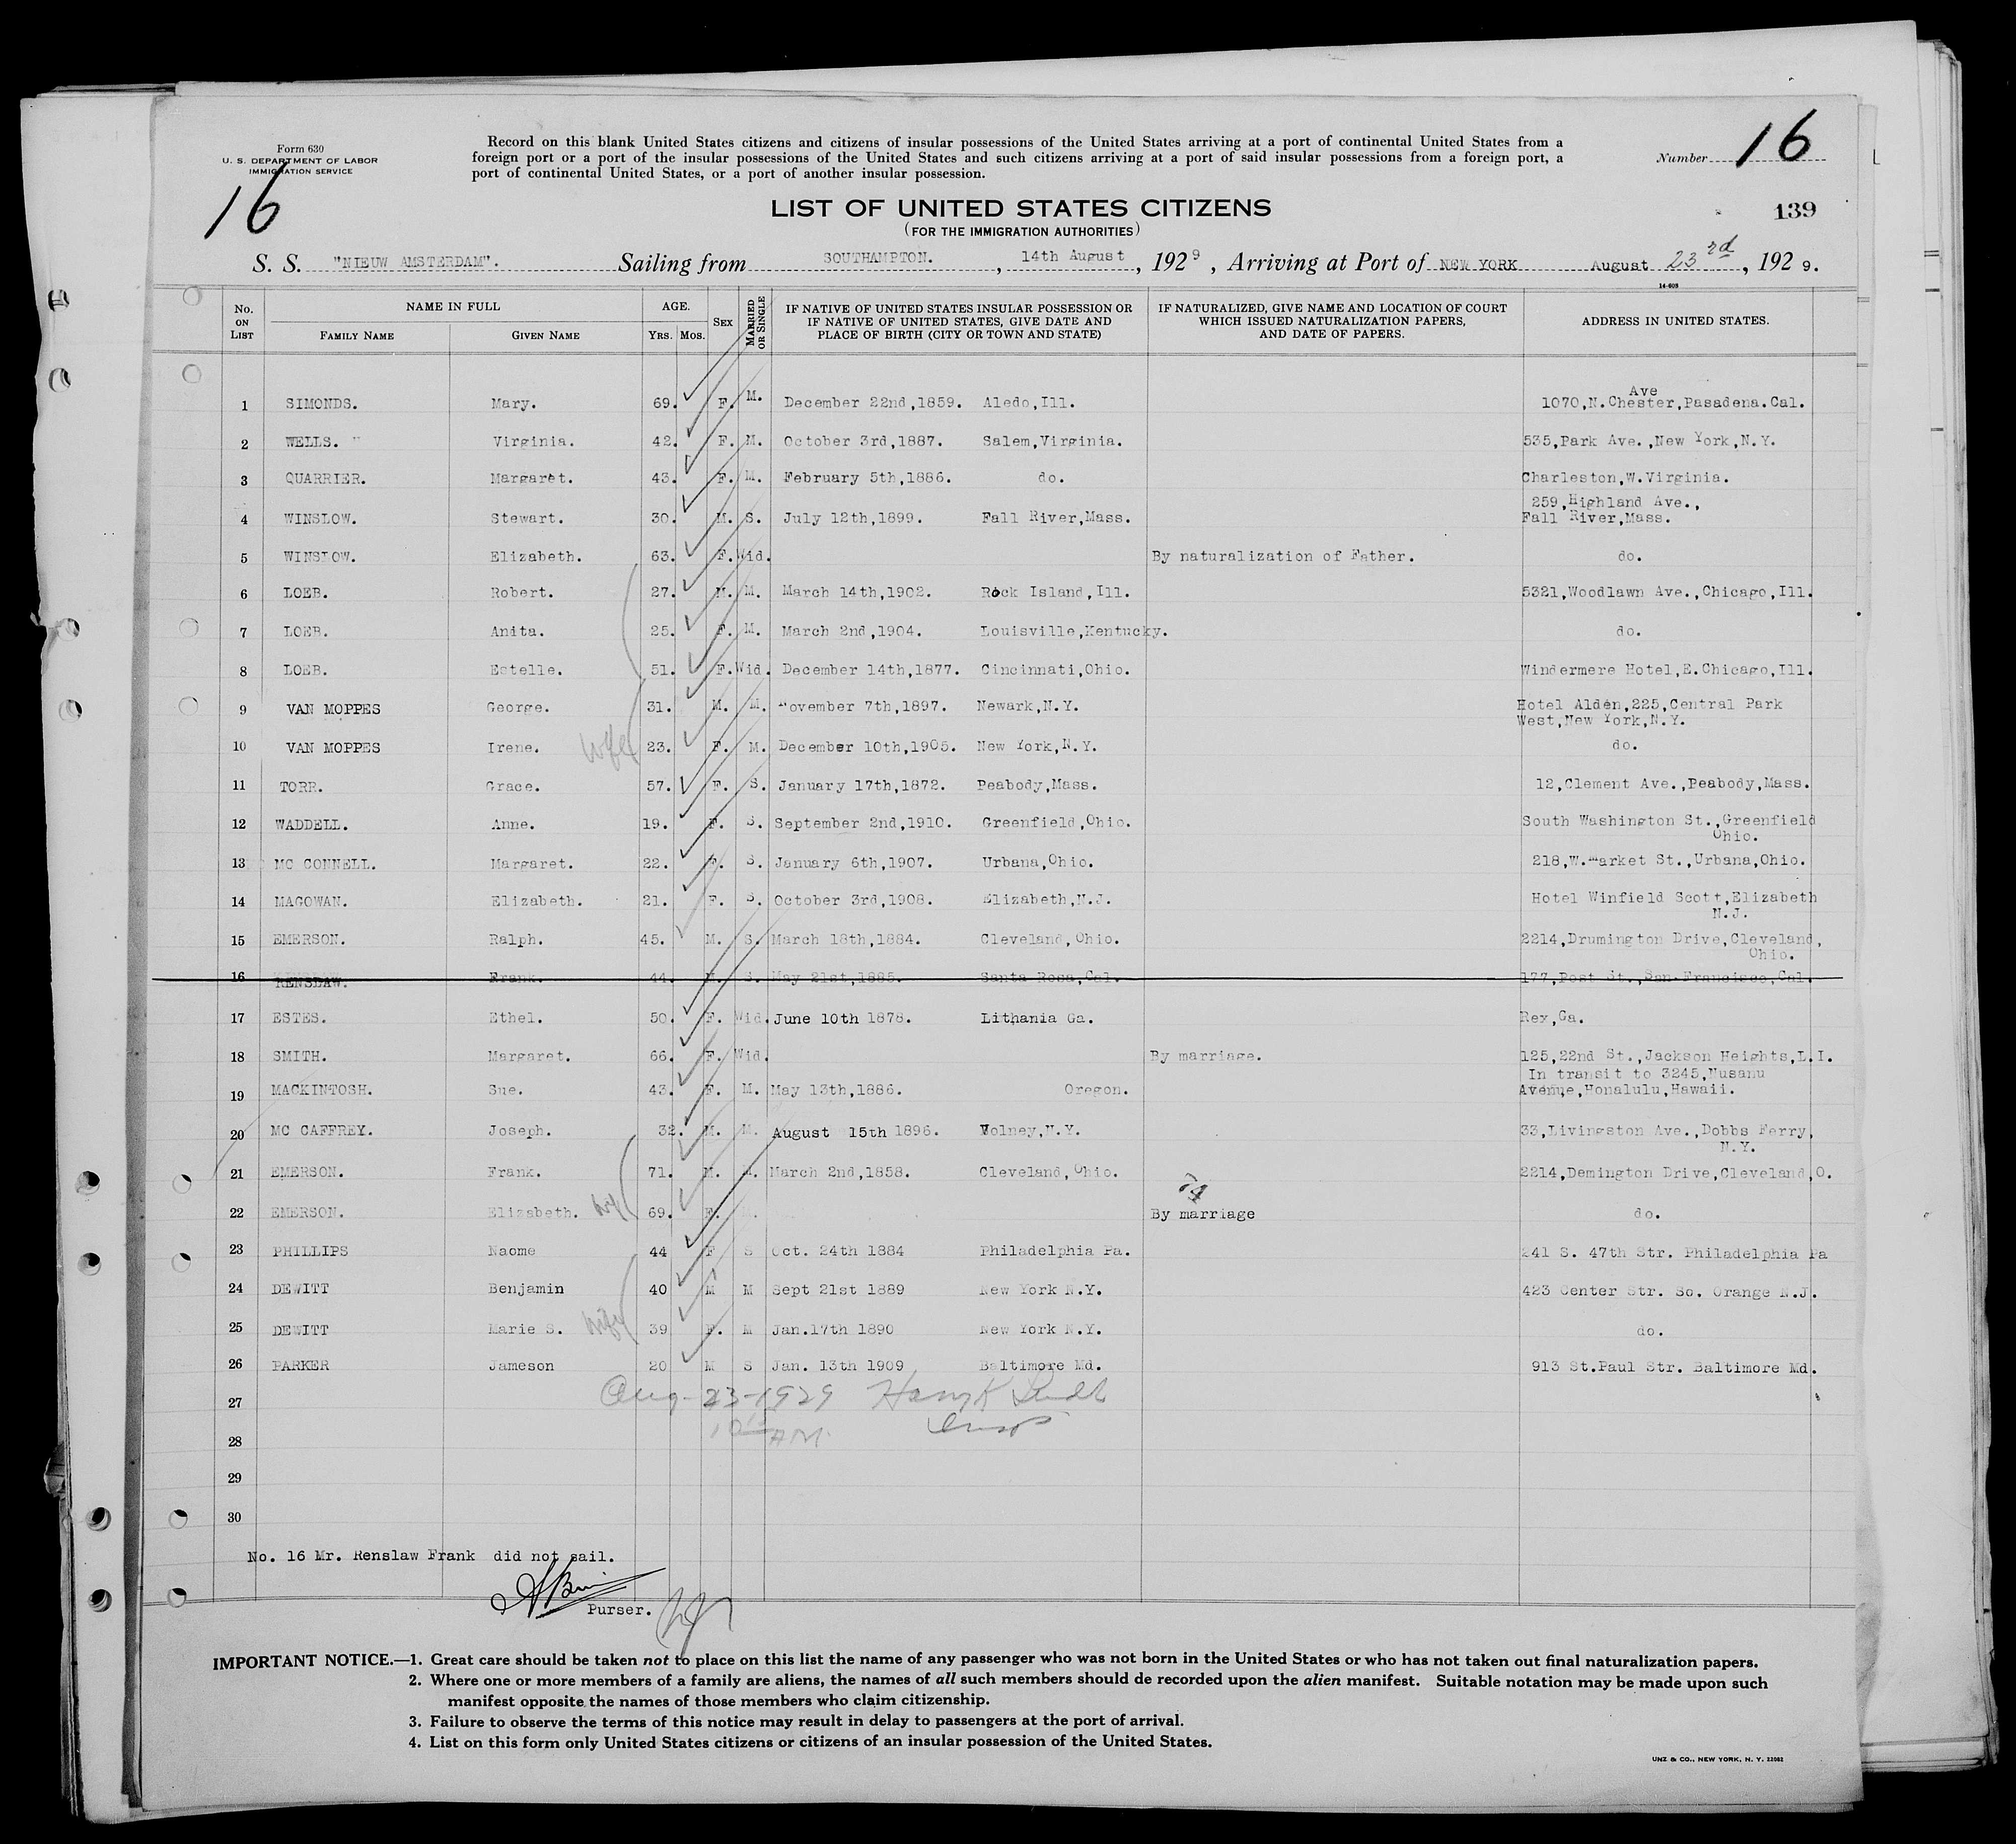 Form 630
U. S. DEPARTMENT OF LABOR
IMMIGRATION SERVICE
16
Record on this blank United States citizens and citizens of insular possessions of the United States arriving at a port of continental United States from a
foreign port or a port of the insular possessions of the United States and such citizens arriving at a port of said insular possessions from a foreign port, a
port of continental United States, or a port of another insular possession.
Number 16
LIST OF UNITED STATES CITIZENS
(FOR THE IMMIGRATION AUTHORITIES)
139
S. S. "NIEUW AMSTERDAM". Sailing from SOUTHAMPTON. , 14th August , 1929 , Arriving at Port of NEW YORK August 23rd , 1929.
14-609
No. ON LIST NAME IN FULL FAMILY NAME GIVEN NAME AGE. YRS. MOS. SEX MARRIED OR SINGLE IF NATIVE OF UNITED STATES INSULAR POSSESSION OR IF NATIVE OF UNITED STATES, GIVE DATE AND PLACE OF BIRTH (CITY OR TOWN AND STATE) IF NATURALIZED, GIVE NAME AND LOCATION OF COURT WHICH ISSUED NATURALIZATION PAPERS, AND DATE OF PAPERS. ADDRESS IN UNITED STATES.
1 SIMONDS. Mary. 69. F. M. December 22nd,1859. Aledo,Ill. 1070,N.Chester Ave,Pasadena.Cal.
2 WELLS. " Virginia. 42. F. M. October 3rd,1887. Salem,Virginia. 535,Park Ave.,New York,N.Y.
3 QUARRIER. Margaret. 43. F. M. February 5th,1886. do. Charleston,W.Virginia.
4 WINSLOW. Stewart. 30. M. S. July 12th,1899. Fall River,Mass. 259,Highland Ave.,
Fall River,Mass.
5 WINSLOW. Elizabeth. 63. F. Wid. By naturalization of Father. do.
6 LOEB. Robert. 27. M. M. March 14th,1902. Rock Island,Ill. 5321,Woodlawn Ave.,Chicago,Ill.
7 LOEB. Anita. 25. F. M. March 2nd,1904. Louisville,Kentucky. do.
8 LOEB. Estelle. 51. F. Wid. December 14th,1877. Cincinnati,Ohio. Windermere Hotel,E.Chicago,Ill.
9 VAN MOPPES George. 31. M. M. November 7th,1897. Newark,N.Y. Hotel Alden,225,Central Park
West,New York,N.Y.
10 VAN MOPPES Irene. wife 23. F. M. December 10th,1905. New York,N.Y. do.
11 TORR. Grace. 57. F. S. January 17th,1872. Peabody,Mass. 12,Clement Ave.,Peabody,Mass.
12 WADDELL. Anne. 19. F. S. September 2nd,1910. Greenfield,Ohio. South Washington St.,Greenfield
Ohio.
13 MC CONNELL. Margaret. 22. F. S. January 6th,1907. Urbana,Ohio. 218,W.Market St.,Urbana,Ohio.
14 MAGOWAN. Elizabeth. 21. F. S. October 3rd,1908. Elizabeth,N.J. Hotel Winfield Scott,Elizabeth
N.J.
15 EMERSON. Ralph. 45. M. S. March 18th,1884. Cleveland,Ohio. 2214,Drumington Drive,Cleveland,
Ohio.
16 RENSLAW. Frank. 44. M. S. May 21st,1885. Santa Rosa,Cal. 177,Post St.,San Francisco,Cal.
17 ESTES. Ethel. 50. F. Wid. June 10th 1878. Lithania Ga. Rex,Ga.
18 SMITH. Margaret. 66. F. Wid. By marriage. 125,22nd St.,Jackson Heights,L.I.
19 MACKINTOSH. Sue. 43. F. M. May 13th,1886. Oregon. In transit to 3245,Nusanu
Avenue,Honalulu,Hawaii.
20 MC CAFFREY. Joseph. 32. M. M. August 15th 1896. Volney,N.Y. 33,Livingston Ave.,Dobbs Ferry,
N.Y.
21 EMERSON. Frank. 71. M. M. March 2nd,1858. Cleveland,Ohio. 2214,Demington Drive,Cleveland,O.
22 EMERSON. Elizabeth. 69. F. By marriage do.
23 PHILLIPS Naome 44 F S Oct. 24th 1884 Philadelphia Pa. 241 S. 47th Str. Philadelphia Pa
24 DEWITT Benjamin 40 M M Sept 21st 1889 New York N.Y. 423 Center Str. So. Orange N.J.
25 DEWITT Marie S. wife 39 F. M Jan.17th 1890 New York N.Y. do.
26 PARKER Jameson 20 M S Jan. 13th 1909 Baltimore Md. 913 St.Paul Str. Baltimore Md.
27 Aug-23-1929
28 AM
29
30
No. 16 Mr. Renslaw Frank did not sail.
Purser.
IMPORTANT NOTICE.—1. Great care should be taken not to place on this list the name of any passenger who was not born in the United States or who has not taken out final naturalization papers.
2. Where one or more members of a family are aliens, the names of all such members should de recorded upon the alien manifest. Suitable notation may be made upon such
manifest opposite the names of those members who claim citizenship.
3. Failure to observe the terms of this notice may result in delay to passengers at the port of arrival.
4. List on this form only United States citizens or citizens of an insular possession of the United States.
UNZ & CO., NEW YORK, N. Y. 22082